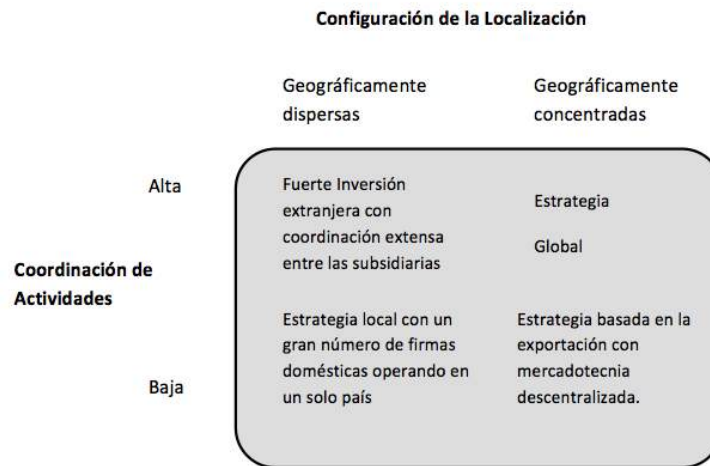 Configuración de la Localización
Geográficamente
dispersas
Geográficamente
concentradas
Alta
Fuerte Inversión
extranjera con
coordinación extensa
entre las subsidiarias
Estrategia
Global
Coordinación de
Actividades
Estrategia local con un
gran número de firmas
domésticas operando en
un solo país
Estrategia basada en la
exportación con
mercadotecnia
descentralizada.
Baja